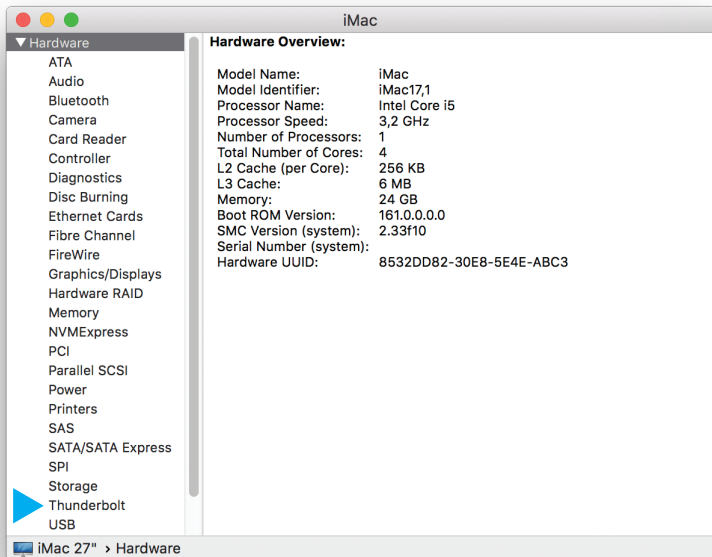 iMac
Hardware
ATA
Audio
Bluetooth
Camera
Card Reader
Controller
Diagnostics
Disc Burning
Ethernet Cards
Fibre Channel
FireWire
Graphics/Displays
Hardware RAID
Memory
NVMExpress
PCI
Parallel SCSI
Power
Printers
SAS
SATA/SATA Express
SPI
Storage
Thunderbolt
USB
Hardware Overview:
Model Name: iMac
Model Identifier: iMac17,1
Processor Name: Intel Core i5
Processor Speed: 3,2 GHz
Number of Processors: 1
Total Number of Cores: 4
L2 Cache (per Core): 256 KB
L3 Cache: 6 MB
Memory: 24 GB
Boot ROM Version: 161.0.0.0.0
SMC Version (system): 2.33f10
Serial Number (system):
Hardware UUID: 8532DD82-30E8-5E4E-ABC3
iMac 27" › Hardware